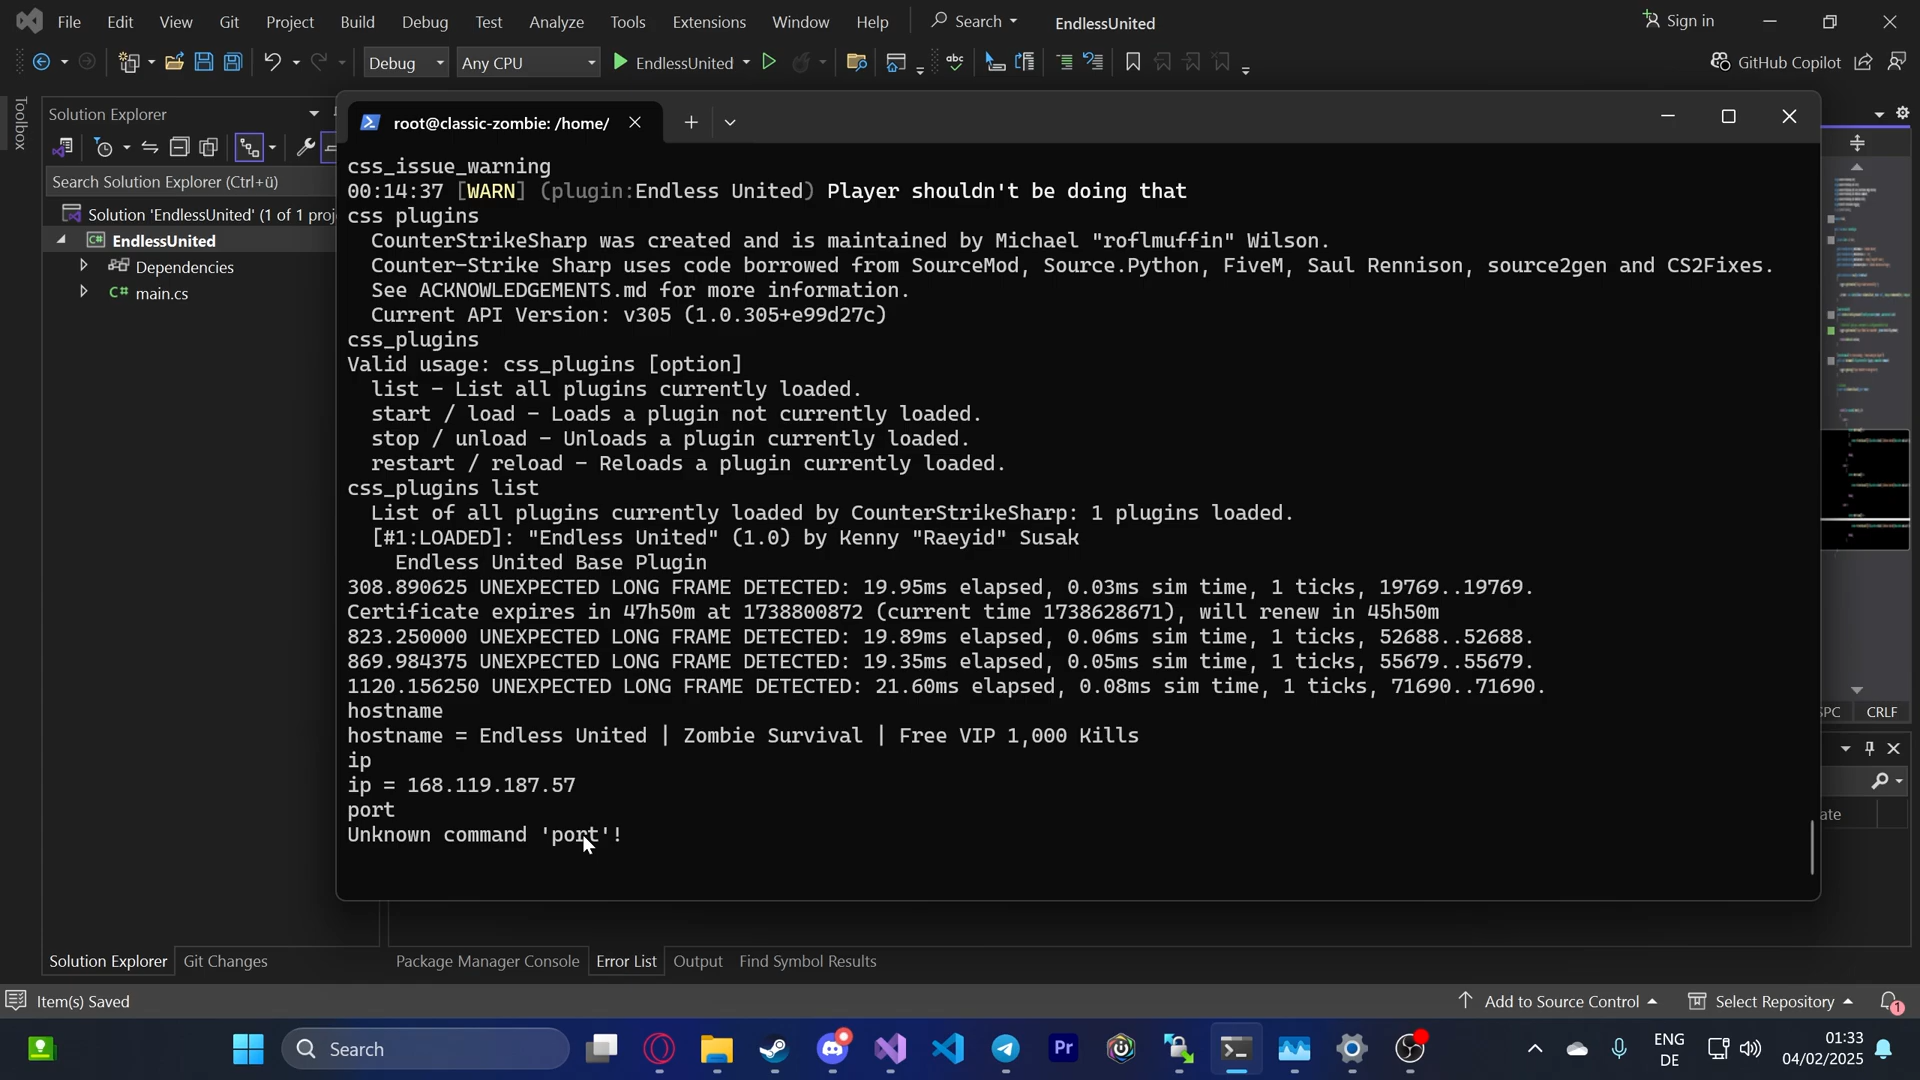 File Edit View Git Project Build Debug Test Analyze Tools Extensions Window Help Search EndlessUnited Sign in
Debug Any CPU EndlessUnited GitHub Copilot
Toolbox
Solution Explorer
Search Solution Explorer (Ctrl+ü)
Solution 'EndlessUnited' (1 of 1 proj
EndlessUnited
Dependencies
C# main.cs
root@classic-zombie: /home/
css_issue_warning
00:14:37 [WARN] (plugin:Endless United) Player shouldn't be doing that
css plugins
CounterStrikeSharp was created and is maintained by Michael "roflmuffin" Wilson.
Counter-Strike Sharp uses code borrowed from SourceMod, Source.Python, FiveM, Saul Rennison, source2gen and CS2Fixes.
See ACKNOWLEDGEMENTS.md for more information.
Current API Version: v305 (1.0.305+e99d27c)
css_plugins
Valid usage: css_plugins [option]
list - List all plugins currently loaded.
start / load - Loads a plugin not currently loaded.
stop / unload - Unloads a plugin currently loaded.
restart / reload - Reloads a plugin currently loaded.
css_plugins list
List of all plugins currently loaded by CounterStrikeSharp: 1 plugins loaded.
[#1:LOADED]: "Endless United" (1.0) by Kenny "Raeyid" Susak
Endless United Base Plugin
308.890625 UNEXPECTED LONG FRAME DETECTED: 19.95ms elapsed, 0.03ms sim time, 1 ticks, 19769..19769.
Certificate expires in 47h50m at 1738800872 (current time 1738628671), will renew in 45h50m
823.250000 UNEXPECTED LONG FRAME DETECTED: 19.89ms elapsed, 0.06ms sim time, 1 ticks, 52688..52688.
869.984375 UNEXPECTED LONG FRAME DETECTED: 19.35ms elapsed, 0.05ms sim time, 1 ticks, 55679..55679.
1120.156250 UNEXPECTED LONG FRAME DETECTED: 21.60ms elapsed, 0.08ms sim time, 1 ticks, 71690..71690.
hostname
hostname = Endless United | Zombie Survival | Free VIP 1,000 Kills
ip
ip = 168.119.187.57
port
Unknown command 'port'!
SPC CRLF
ate
Solution Explorer Git Changes
Package Manager Console Error List Output Find Symbol Results
Item(s) Saved Add to Source Control Select Repository 1
Search Pr ENG DE 01:33 04/02/2025